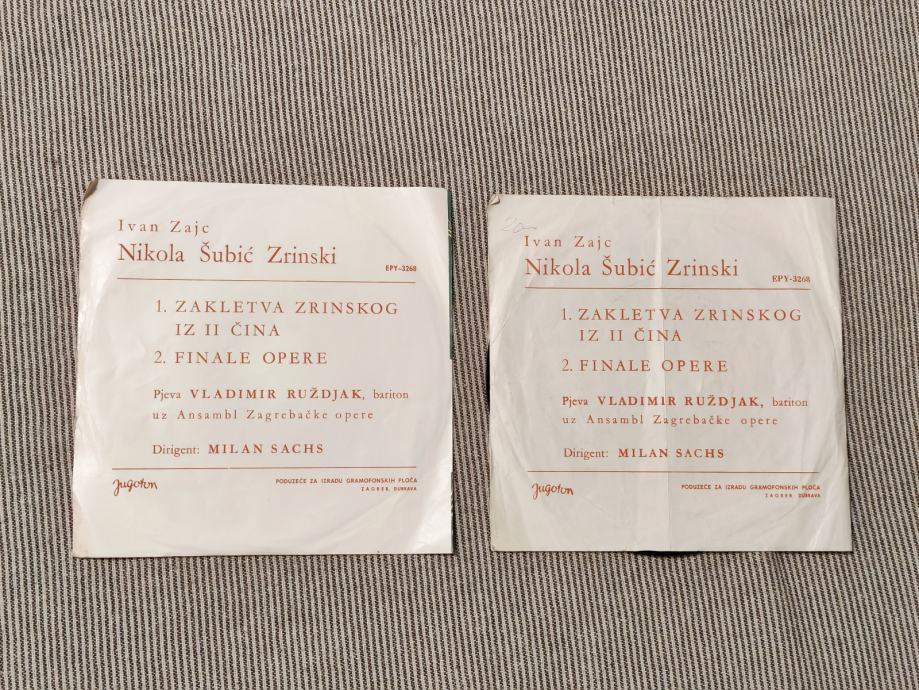 Ivan Zajc
Nikola Šubić Zrinski
EPY-3268
1. ZAKLETVA ZRINSKOG
IZ II ČINA
2. FINALE OPERE
Pjeva VLADIMIR RUŽDJAK, bariton
uz Ansambl Zagrebačke opere
Dirigent: MILAN SACHS
Jugoton
PODUZEĆE ZA IZRADU GRAMOFONSKIH PLOČA
ZAGREB, DUBRAVA
20
Ivan Zajc
Nikola Šubić Zrinski
EPY-3268
1. ZAKLETVA ZRINSKOG
IZ II ČINA
2. FINALE OPERE
Pjeva VLADIMIR RUŽDJAK, bariton
uz Ansambl Zagrebačke opere
Dirigent: MILAN SACHS
Jugoton
PODUZEĆE ZA IZRADU GRAMOFONSKIH PLOČA
ZAGREB, DUBRAVA